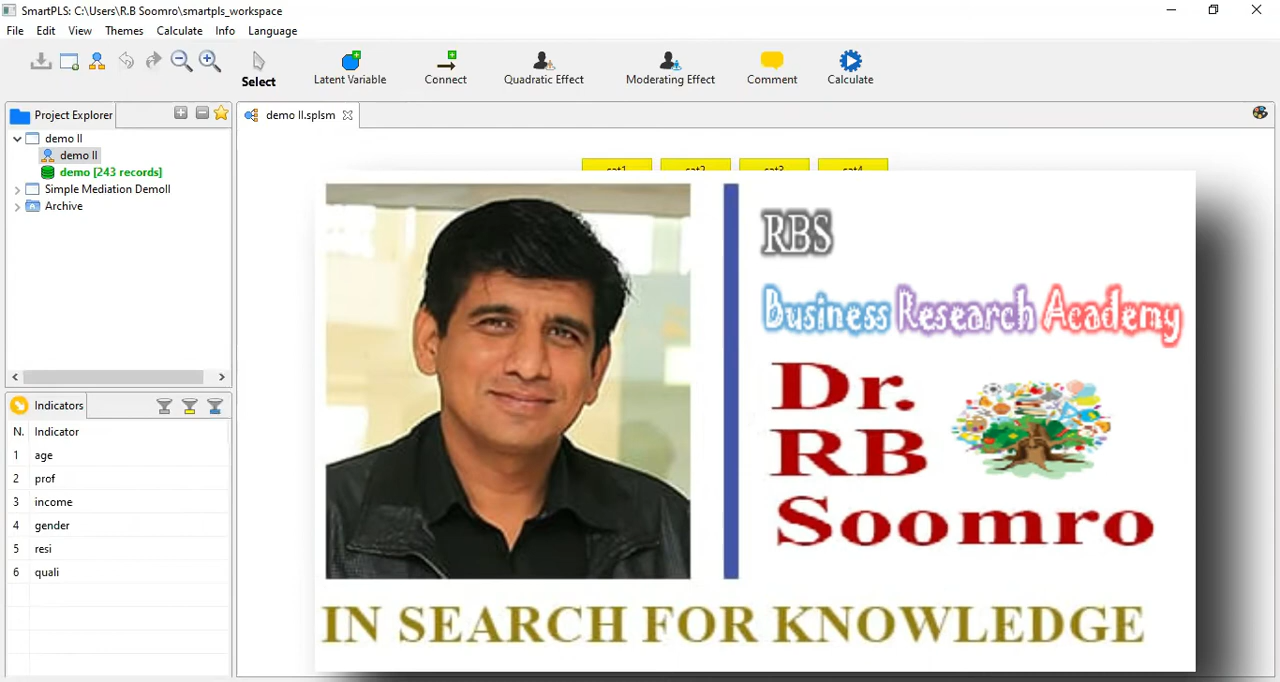 SmartPLS: C:\Users\R.B Soomro\smartpls_workspace
File Edit View Themes Calculate Info Language
Select
Latent Variable
Connect
Quadratic Effect
Moderating Effect
Comment
Calculate
Project Explorer
demo II.splsm
demo II
demo II
demo [243 records]
Simple Mediation DemoII
Archive
Indicators
N. Indicator
1 age
2 prof
3 income
4 gender
5 resi
6 quali
RBS
Business Research Academy
Dr.
RB
Soomro
IN SEARCH FOR KNOWLEDGE